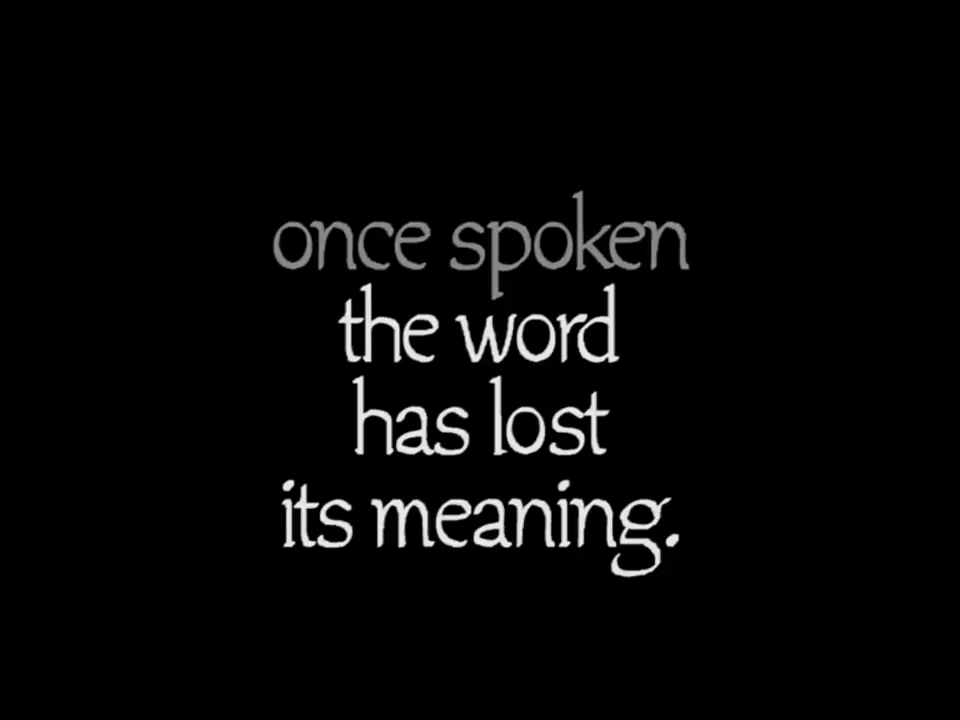 once spoken
the word
has lost
its meaning.